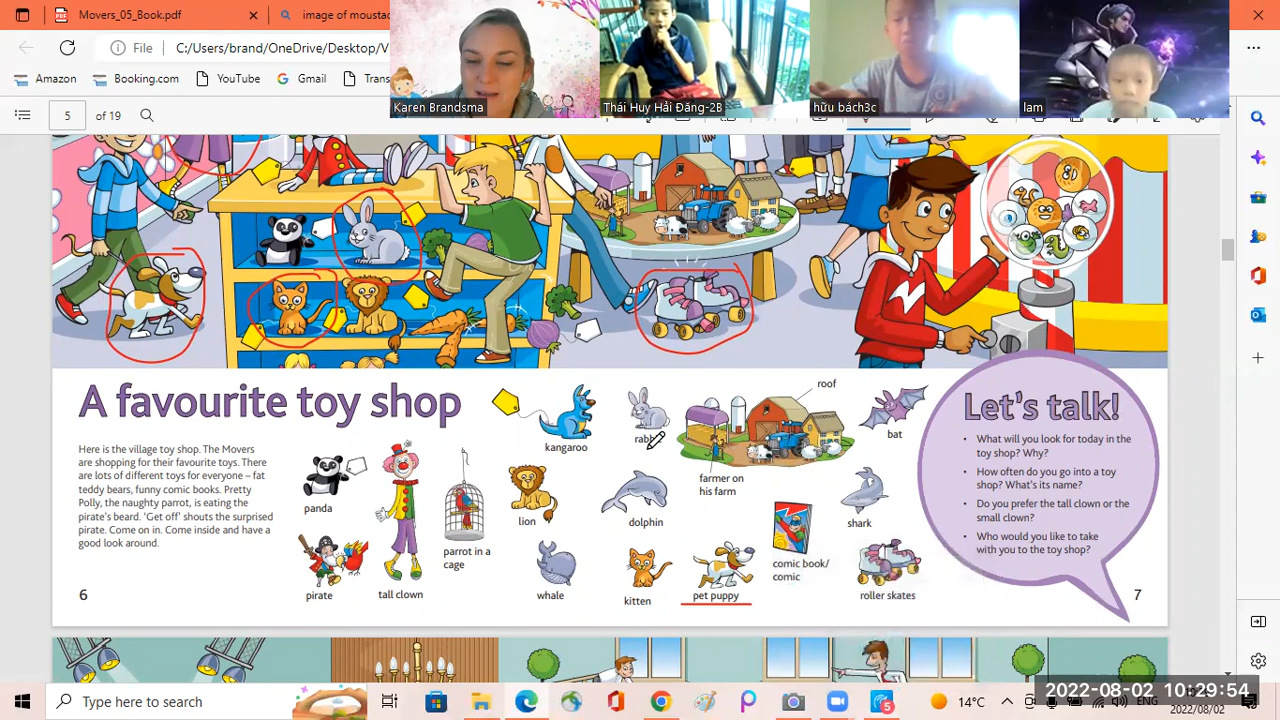 Movers_05_Book.pdf
image of moustac
File
C:/Users/brand/OneDrive/Desktop/V
Amazon
Booking.com
YouTube
Gmail
Trans
5
of 19
Karen Brandsma
Thái Huy Hải Đăng-2B
hữu bách3c
lam
A favourite toy shop
Here is the village toy shop. The Movers
are shopping for their favourite toys. There
are lots of different toys for everyone – fat
teddy bears, funny comic books. Pretty
Polly, the naughty parrot, is eating the
pirate's beard. 'Get off' shouts the surprised
pirate. Come on in. Come inside and have a
good look around.
6
panda
pirate
tall clown
parrot in a
cage
kangaroo
lion
whale
rabb
dolphin
kitten
roof
farmer on
his farm
pet puppy
comic book/
comic
bat
shark
roller skates
Let's talk!
• What will you look for today in the
toy shop? Why?
• How often do you go into a toy
shop? What's its name?
• Do you prefer the tall clown or the
small clown?
• Who would you like to take
with you to the toy shop?
7
Type here to search
5
14°C
ENG
2022-08-02 10:29:54
2022/08/02